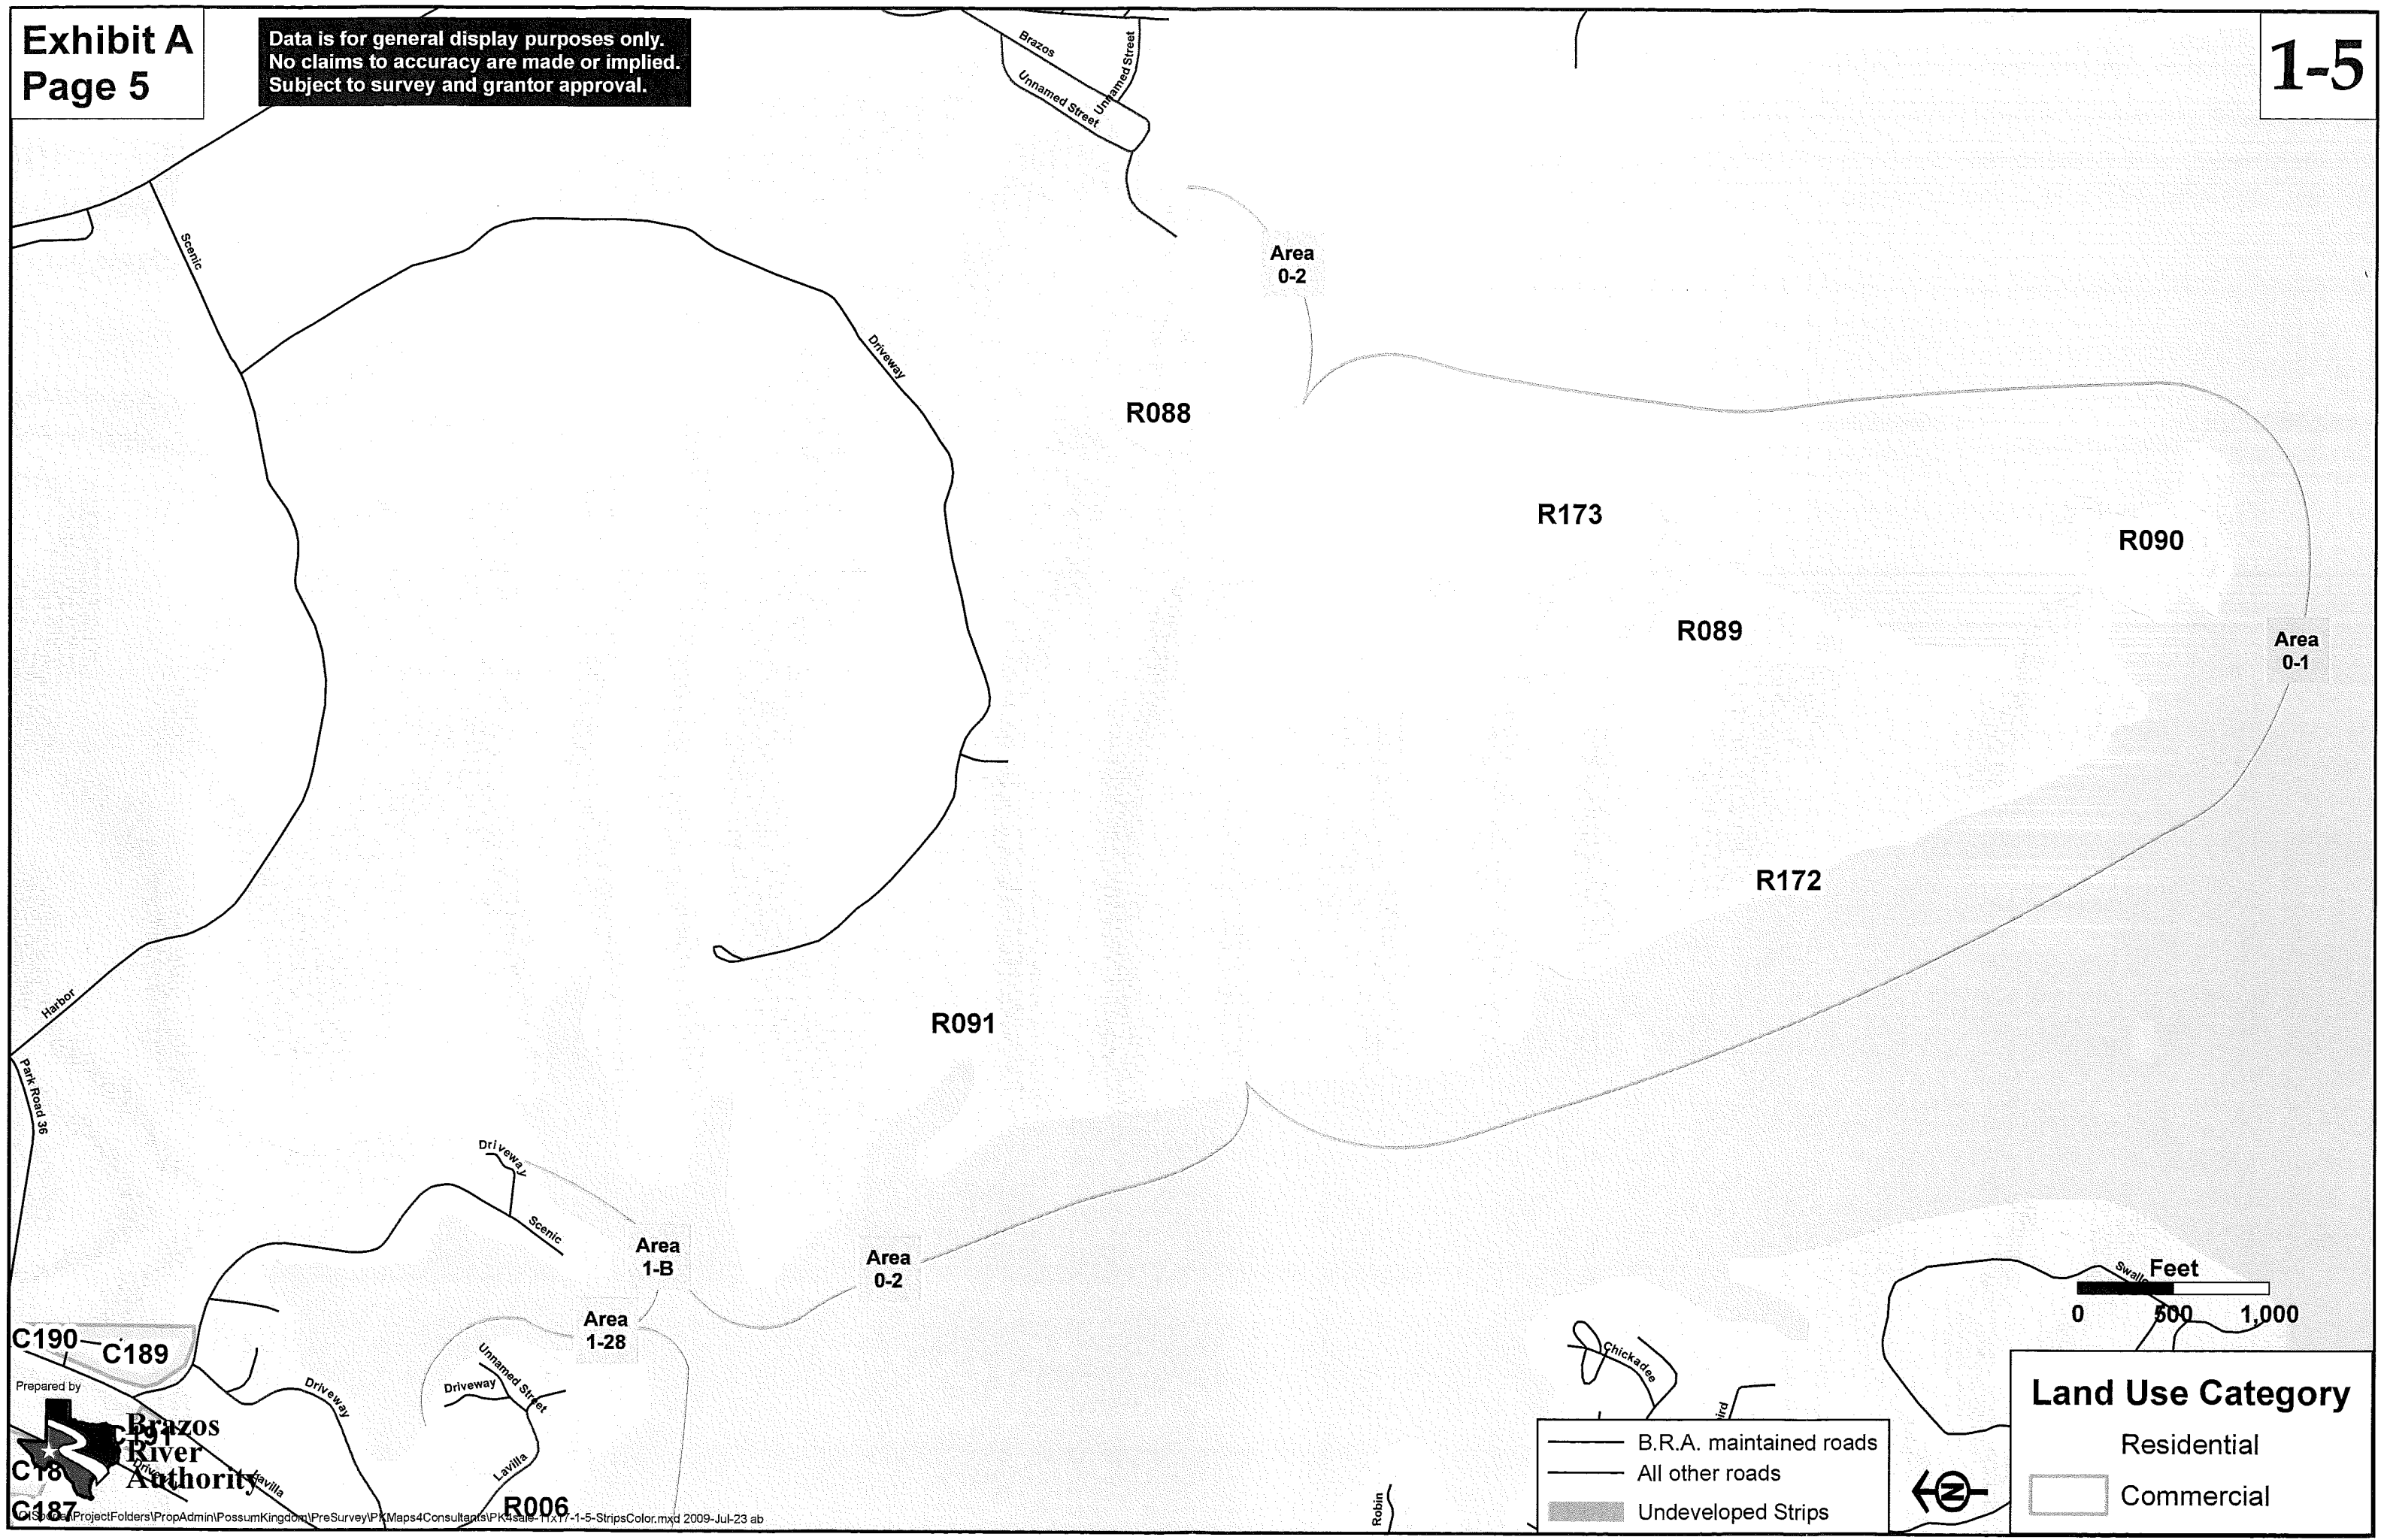 Exhibit A
Page 5
Data is for general display purposes only.
No claims to accuracy are made or implied.
Subject to survey and grantor approval.
1-5
Brazos
Unnamed Street
Unnamed Street
Scenic
Area
0-2
Driveway
R088
R173
R090
R089
Area
0-1
R172
Harbor
R091
Park Road 36
Driveway
Scenic
Area
1-B
Area
0-2
Area
1-28
Feet
0 500 1,000
C190
C189
Unnamed Street
Driveway
Driveway
Chickadee
Prepared by
Brazos
River
Authority
C191
Lavilla
Lavilla
C187
R006
Robin
B.R.A. maintained roads
All other roads
Undeveloped Strips
N
Land Use Category
Residential
Commercial